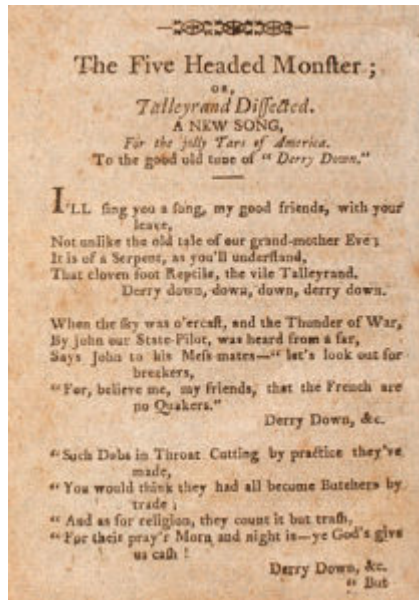 The Five Headed Monſter;
OR,
Talleyrand Diſſected.
A NEW SONG,
For the jolly Tars of America.
To the good old tune of "Derry Down."
I'LL ſing you a ſong, my good friends, with your
leave,
Not unlike the old tale of our grand-mother Eve;
It is of a Serpent, as you'll underſtand,
That cloven foot Reptile, the vile Talleyrand.
Derry down, down, down, derry down.
When the ſky was o'ercaſt, and the Thunder of War,
By john our State-Pilot, was heard from a far,
Says John to his Meſs-mates—"let's look out for
breakers,
"For, believe me, my friends, that the French are
no Quakers."
Derry Down, &c.
"Such Dabs in Throat Cutting by practice they've
made,
"You would think they had all become Butchers by
trade;
"And as for religion, they count it but traſh,
"For their pray'r Morn and night is—ye God's give
us caſh!
Derry Down, &c.
"But